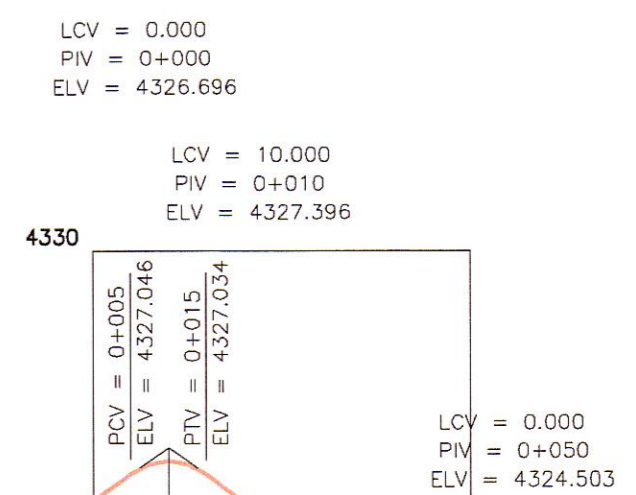 LCV = 0.000
PIV = 0+000
ELV = 4326.696
LCV = 10.000
PIV = 0+010
ELV = 4327.396
4330
PCV = 0+005
ELV = 4327.046
PTV = 0+015
ELV = 4327.034
LCV = 0.000
PIV = 0+050
ELV = 4324.503